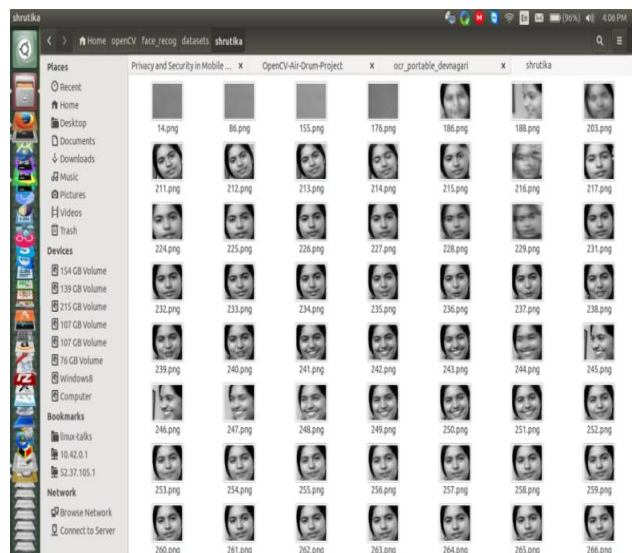 shrutika
En (96%) 4:06 PM
Home openCV face_recog datasets shrutika
Places
Recent
Home
Desktop
Documents
Downloads
Music
Pictures
Videos
Trash
Devices
154 GB Volume
139 GB Volume
215 GB Volume
107 GB Volume
107 GB Volume
76 GB Volume
Windows8
Computer
Bookmarks
linux-talks
10.42.0.1
52.37.105.1
Network
Browse Network
Connect to Server
Privacy and Security in Mobile ... x OpenCV-Air-Drum-Project x ocr_portable_devnagari x shrutika
14.png 86.png 155.png 176.png 186.png 188.png 203.png
211.png 212.png 213.png 214.png 215.png 216.png 217.png
224.png 225.png 226.png 227.png 228.png 229.png 231.png
232.png 233.png 234.png 235.png 236.png 237.png 238.png
239.png 240.png 241.png 242.png 243.png 244.png 245.png
246.png 247.png 248.png 249.png 250.png 251.png 252.png
253.png 254.png 255.png 256.png 257.png 258.png 259.png
260.png 261.png 262.png 263.png 264.png 265.png 266.png